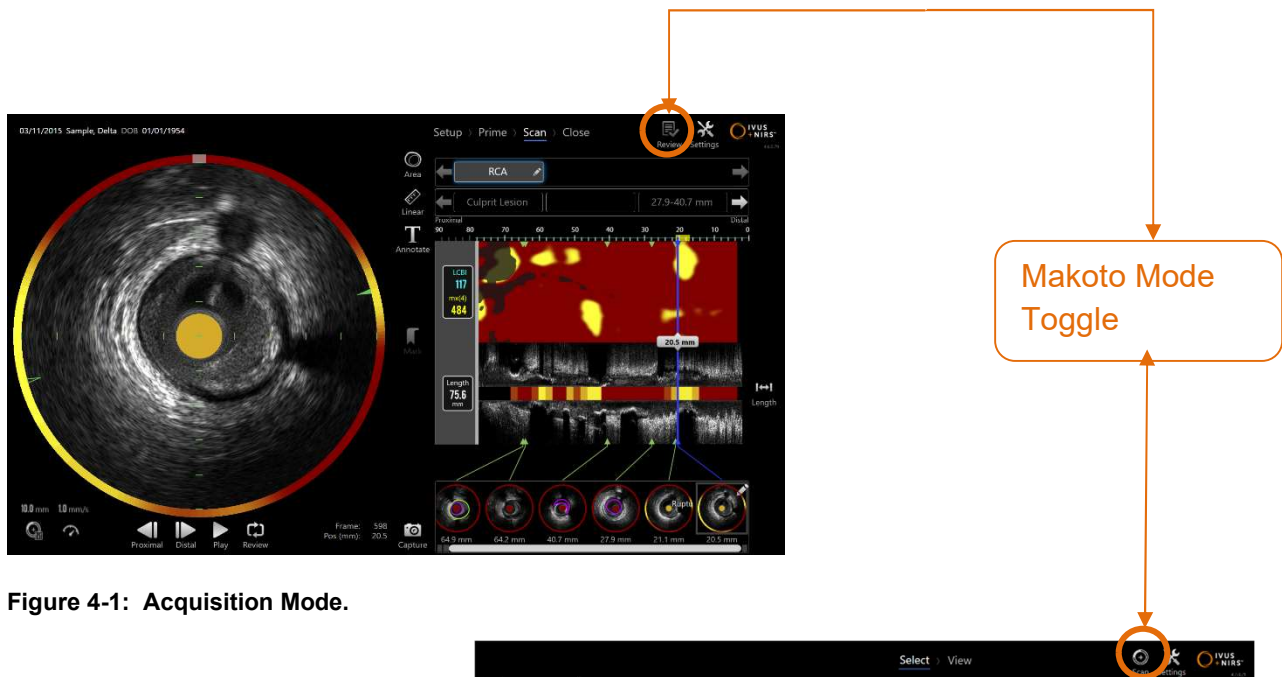 03/11/2015 Sample, Delta DOB 01/01/1954
Setup > Prime > Scan > Close
Review
Settings
IVUS
+NIRS
Area
Linear
Annotate
Mark
RCA
Culprit Lesion
27.9-40.7 mm
Proximal
Distal
90 80 70 60 50 40 30 20 10 0
LCBI
117
mx(4)
484
20.5 mm
Length
75.6
mm
Length
10.0 mm 1.0 mm/s
Proximal Distal Play Review
Frame: 598
Pos (mm): 20.5
Capture
Ruptu
64.9 mm 64.2 mm 40.7 mm 27.9 mm 21.1 mm 20.5 mm
Makoto Mode
Toggle
Figure 4-1: Acquisition Mode.
Select > View
Scan
Settings
IVUS
+NIRS